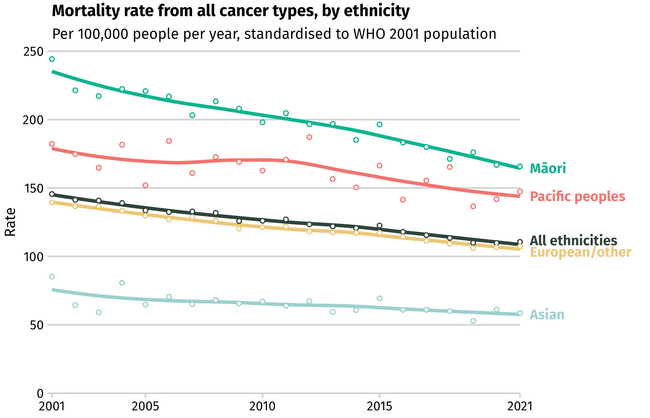 Mortality rate from all cancer types, by ethnicity
Per 100,000 people per year, standardised to WHO 2001 population
250
200
150
100
50
0
Rate
2001
2005
2010
2015
2021
Māori
Pacific peoples
All ethnicities
European/other
Asian